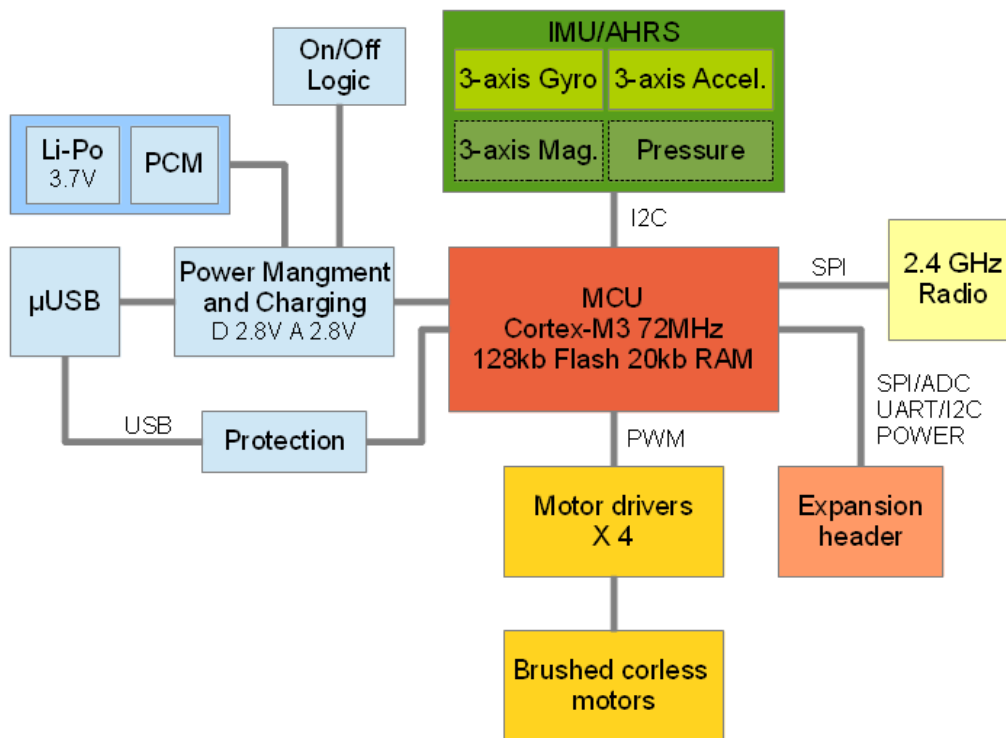 IMU/AHRS
3-axis Gyro
3-axis Accel.
3-axis Mag.
Pressure
On/Off
Logic
Li-Po
3.7V
PCM
I2C
µUSB
Power Mangment
and Charging
D 2.8V A 2.8V
MCU
Cortex-M3 72MHz
128kb Flash 20kb RAM
SPI
2.4 GHz
Radio
USB
Protection
PWM
SPI/ADC
UART/I2C
POWER
Motor drivers
X 4
Expansion
header
Brushed corless
motors